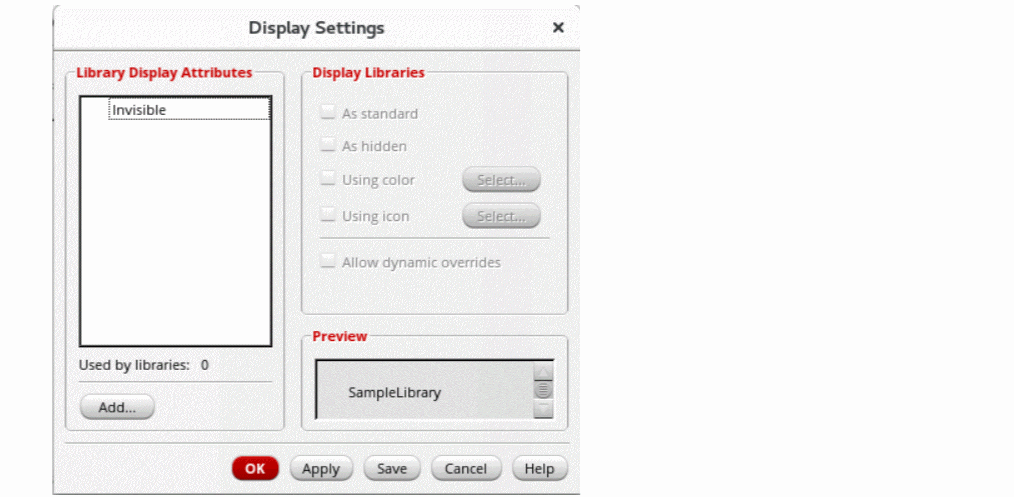 Display Settings
Library Display Attributes
Invisible
Used by libraries: 0
Add...
Display Libraries
As standard
As hidden
Using color Select...
Using icon Select...
Allow dynamic overrides
Preview
SampleLibrary
OK Apply Save Cancel Help